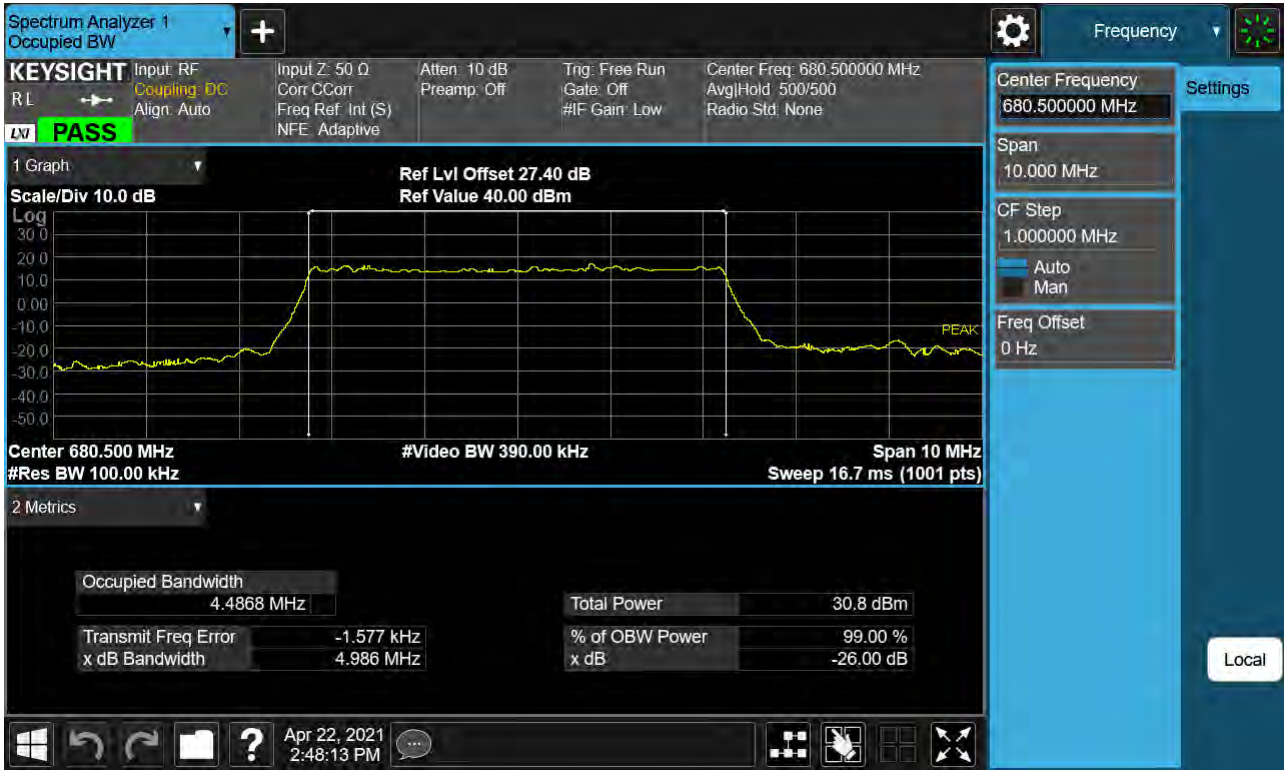 Spectrum Analyzer 1
Occupied BW
+
Frequency
KEYSIGHT
R L
LXI
PASS
Input: RF
Coupling: DC
Align: Auto
Input Z: 50 Ω
Corr CCorr
Freq Ref: Int (S)
NFE: Adaptive
Atten: 10 dB
Preamp: Off
Trig: Free Run
Gate: Off
#IF Gain: Low
Center Freq: 680.500000 MHz
Avg|Hold: 500/500
Radio Std: None
Center Frequency
680.500000 MHz
Settings
Span
10.000 MHz
CF Step
1.000000 MHz
Auto
Man
Freq Offset
0 Hz
Local
1 Graph
Scale/Div 10.0 dB
Ref Lvl Offset 27.40 dB
Ref Value 40.00 dBm
Log
30.0
20.0
10.0
0.00
-10.0
-20.0
-30.0
-40.0
-50.0
PEAK
Center 680.500 MHz
#Video BW 390.00 kHz
Span 10 MHz
#Res BW 100.00 kHz
Sweep 16.7 ms (1001 pts)
2 Metrics
Occupied Bandwidth
4.4868 MHz
Total Power 30.8 dBm
Transmit Freq Error -1.577 kHz
% of OBW Power 99.00 %
x dB Bandwidth 4.986 MHz
x dB -26.00 dB
?
Apr 22, 2021
2:48:13 PM